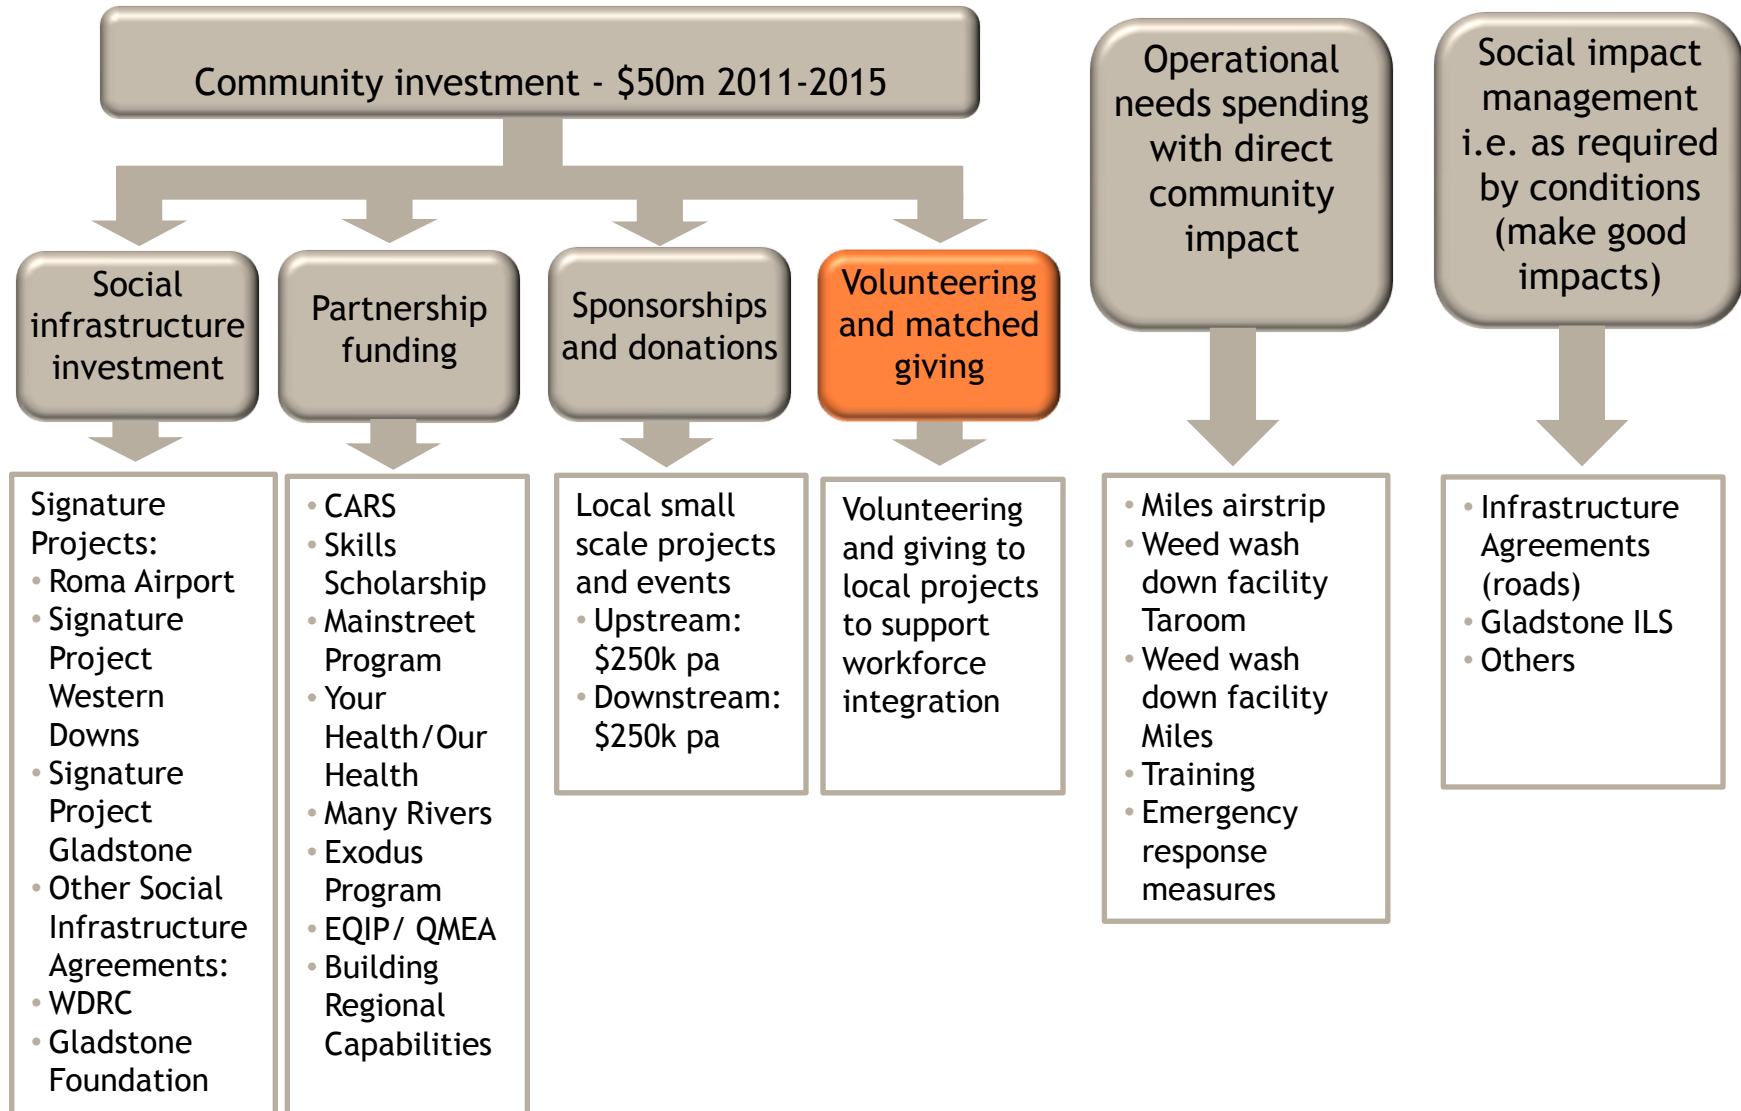 Community investment - $50m 2011-2015
Operational
needs spending
with direct
community
impact
Social impact
management
i.e. as required
by conditions
(make good
impacts)
Social
infrastructure
investment
Partnership
funding
Sponsorships
and donations
Volunteering
and matched
giving
Signature
Projects:
• Roma Airport
• Signature
Project
Western
Downs
• Signature
Project
Gladstone
• Other Social
Infrastructure
Agreements:
• WDRC
• Gladstone
Foundation
• CARS
• Skills
Scholarship
• Mainstreet
Program
• Your
Health/Our
Health
• Many Rivers
• Exodus
Program
• EQIP/ QMEA
• Building
Regional
Capabilities
Local small
scale projects
and events
• Upstream:
$250k pa
• Downstream:
$250k pa
Volunteering
and giving to
local projects
to support
workforce
integration
• Miles airstrip
• Weed wash
down facility
Taroom
• Weed wash
down facility
Miles
• Training
• Emergency
response
measures
• Infrastructure
Agreements
(roads)
• Gladstone ILS
• Others